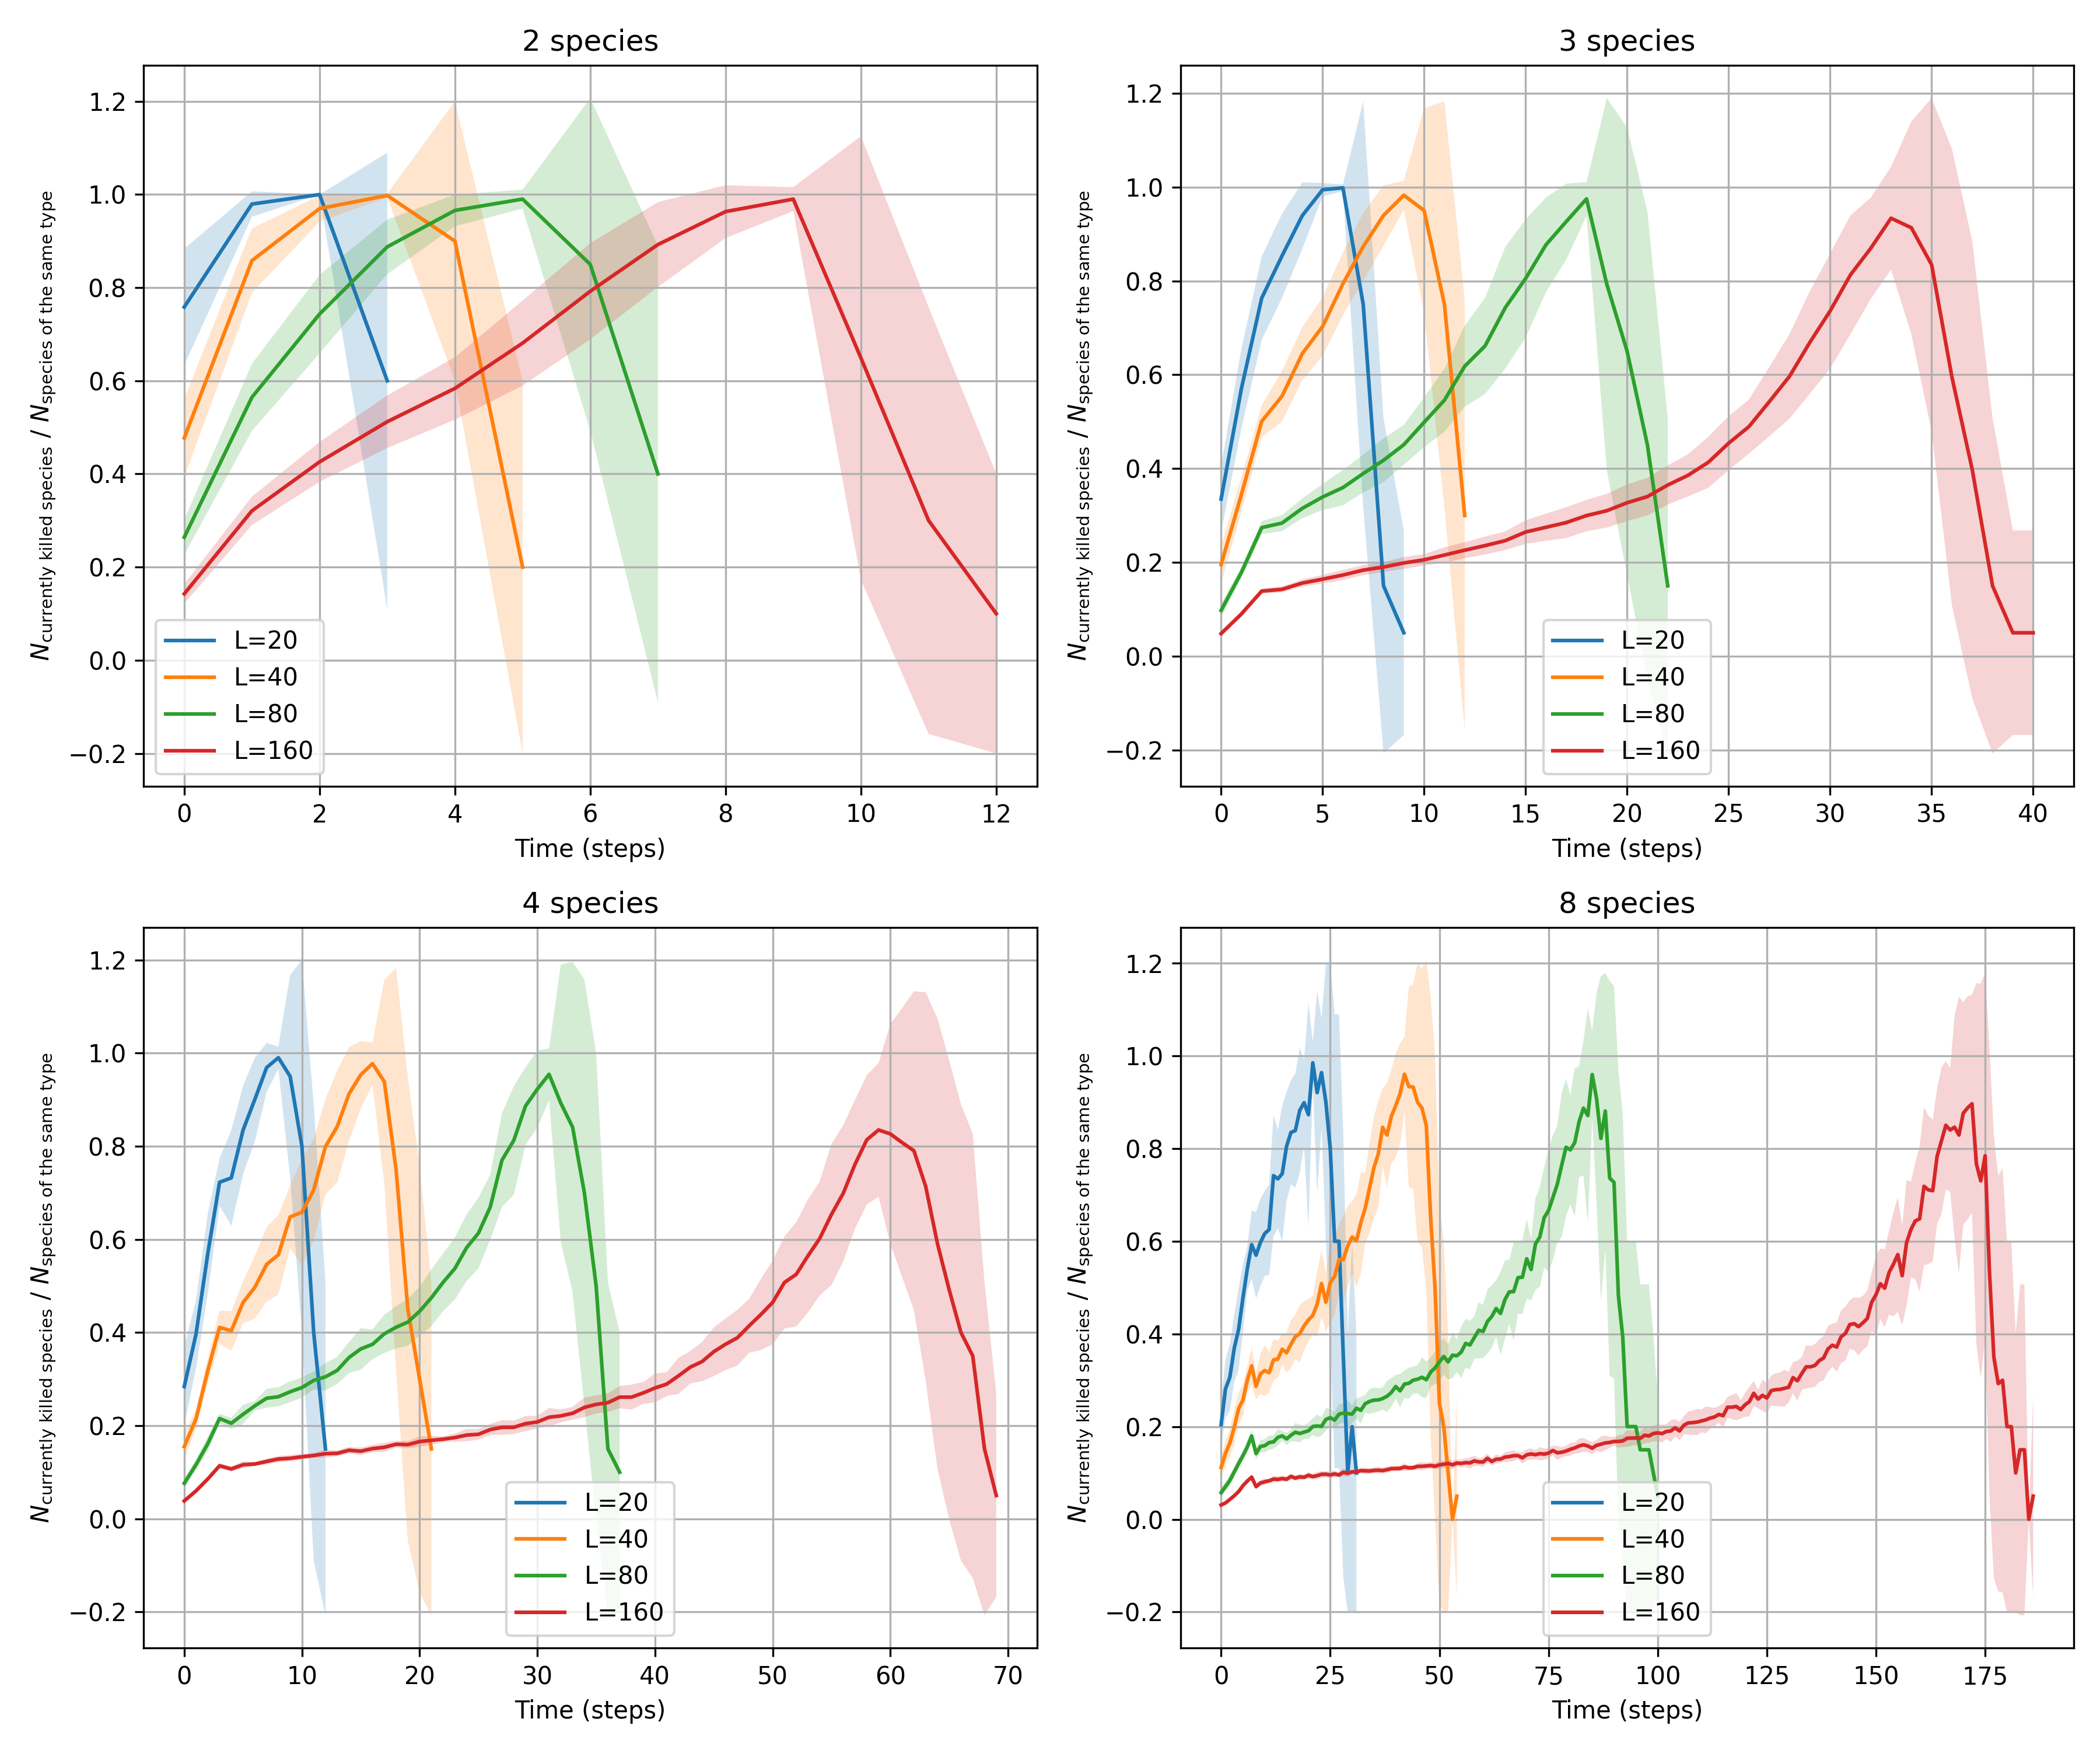 2 species
1.2
1.0
0.8
0.6
0.4
0.2
0.0
−0.2
N currently killed species / N species of the same type
L=20
L=40
L=80
L=160
0 2 4 6 8 10 12
Time (steps)
3 species
1.2
1.0
0.8
0.6
0.4
0.2
0.0
−0.2
N currently killed species / N species of the same type
L=20
L=40
L=80
L=160
0 5 10 15 20 25 30 35 40
Time (steps)
4 species
1.2
1.0
0.8
0.6
0.4
0.2
0.0
−0.2
N currently killed species / N species of the same type
L=20
L=40
L=80
L=160
0 10 20 30 40 50 60 70
Time (steps)
8 species
1.2
1.0
0.8
0.6
0.4
0.2
0.0
−0.2
N currently killed species / N species of the same type
L=20
L=40
L=80
L=160
0 25 50 75 100 125 150 175
Time (steps)